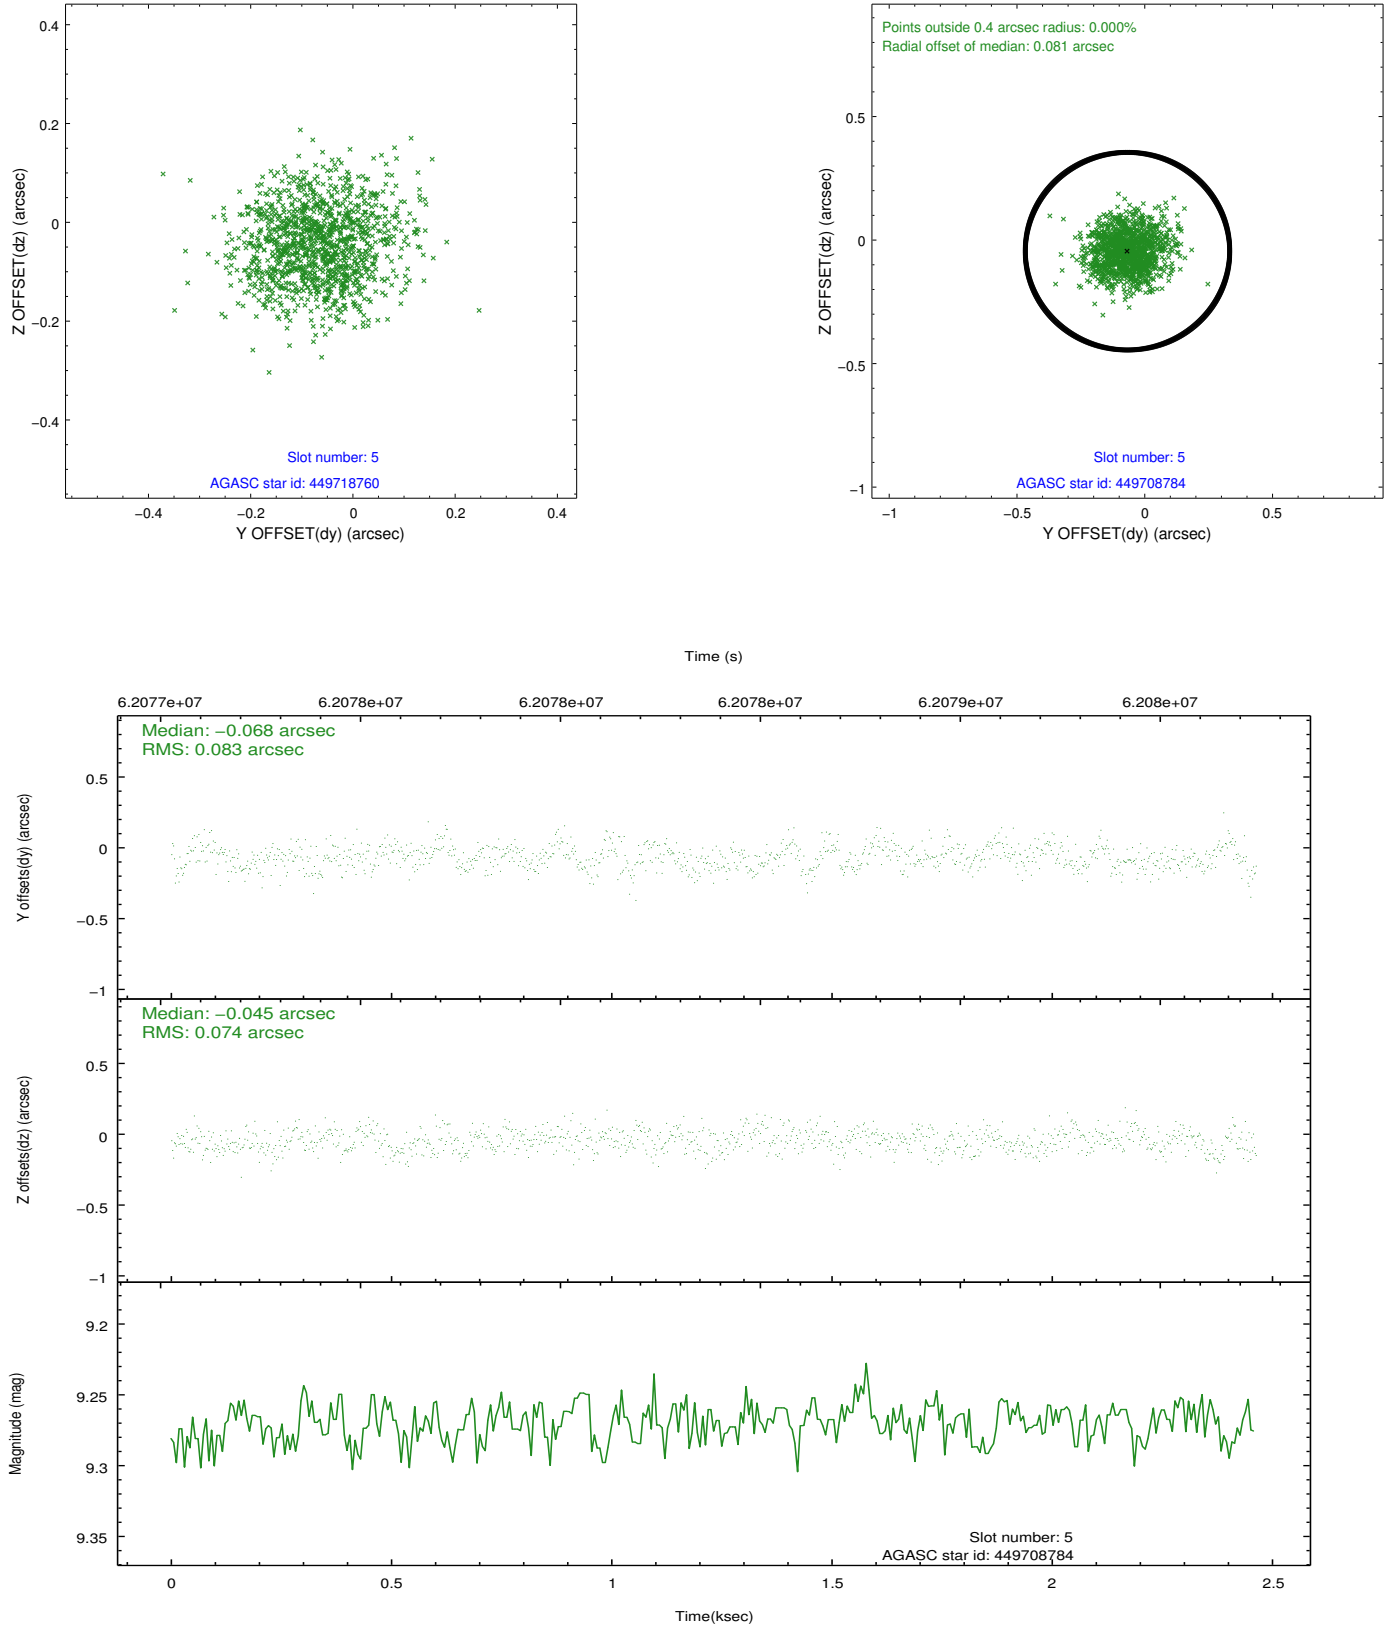 0.4
0.2
0
−0.2
−0.4
Z OFFSET(dz) (arcsec)
Slot number: 5
AGASC star id: 449718760
−0.4
−0.2
0
0.2
0.4
Y OFFSET(dy) (arcsec)
Points outside 0.4 arcsec radius: 0.000%
Radial offset of median: 0.081 arcsec
0.5
0
−0.5
−1
Z OFFSET(dz) (arcsec)
Slot number: 5
AGASC star id: 449708784
−1
−0.5
0
0.5
Y OFFSET(dy) (arcsec)
Time (s)
6.2077e+07
6.2078e+07
6.2078e+07
6.2078e+07
6.2079e+07
6.208e+07
Median: −0.068 arcsec
RMS: 0.083 arcsec
0.5
0
−0.5
−1
Y offsets(dy) (arcsec)
Median: −0.045 arcsec
RMS: 0.074 arcsec
0.5
0
−0.5
−1
Z offsets(dz) (arcsec)
9.2
9.25
9.3
9.35
Magnitude (mag)
Slot number: 5
AGASC star id: 449708784
0
0.5
1
1.5
2
2.5
Time(ksec)